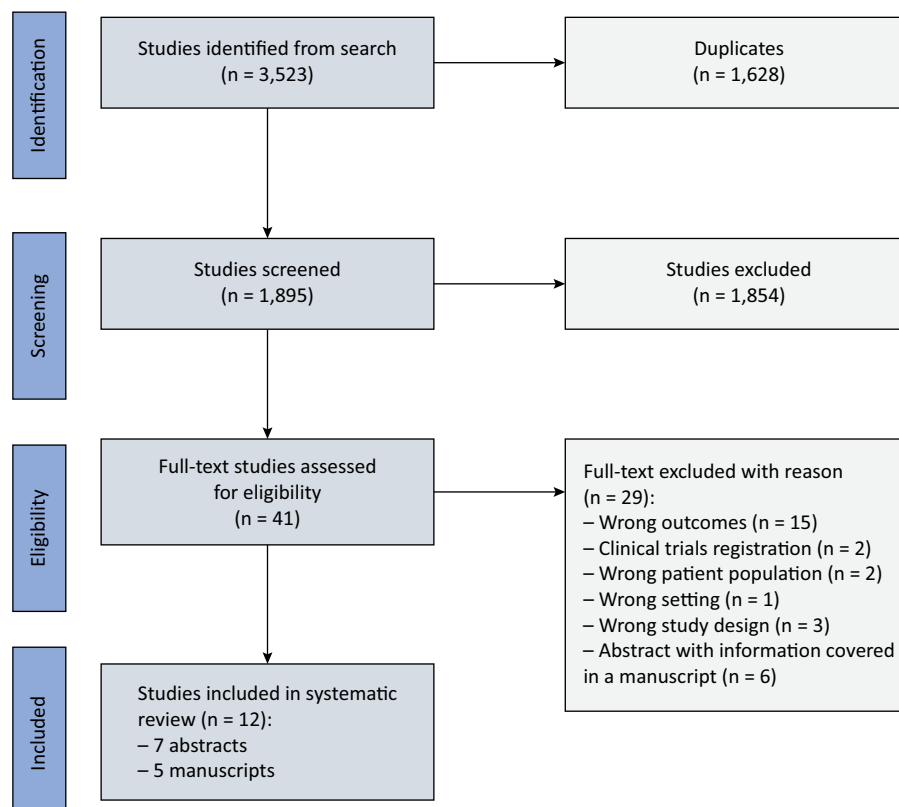 Identification
Studies identified from search
(n = 3,523)
Duplicates
(n = 1,628)
Screening
Studies screened
(n = 1,895)
Studies excluded
(n = 1,854)
Eligibility
Full-text studies assessed
for eligibility
(n = 41)
Full-text excluded with reason
(n = 29):
– Wrong outcomes (n = 15)
– Clinical trials registration (n = 2)
– Wrong patient population (n = 2)
– Wrong setting (n = 1)
– Wrong study design (n = 3)
– Abstract with information covered
in a manuscript (n = 6)
Included
Studies included in systematic
review (n = 12):
– 7 abstracts
– 5 manuscripts